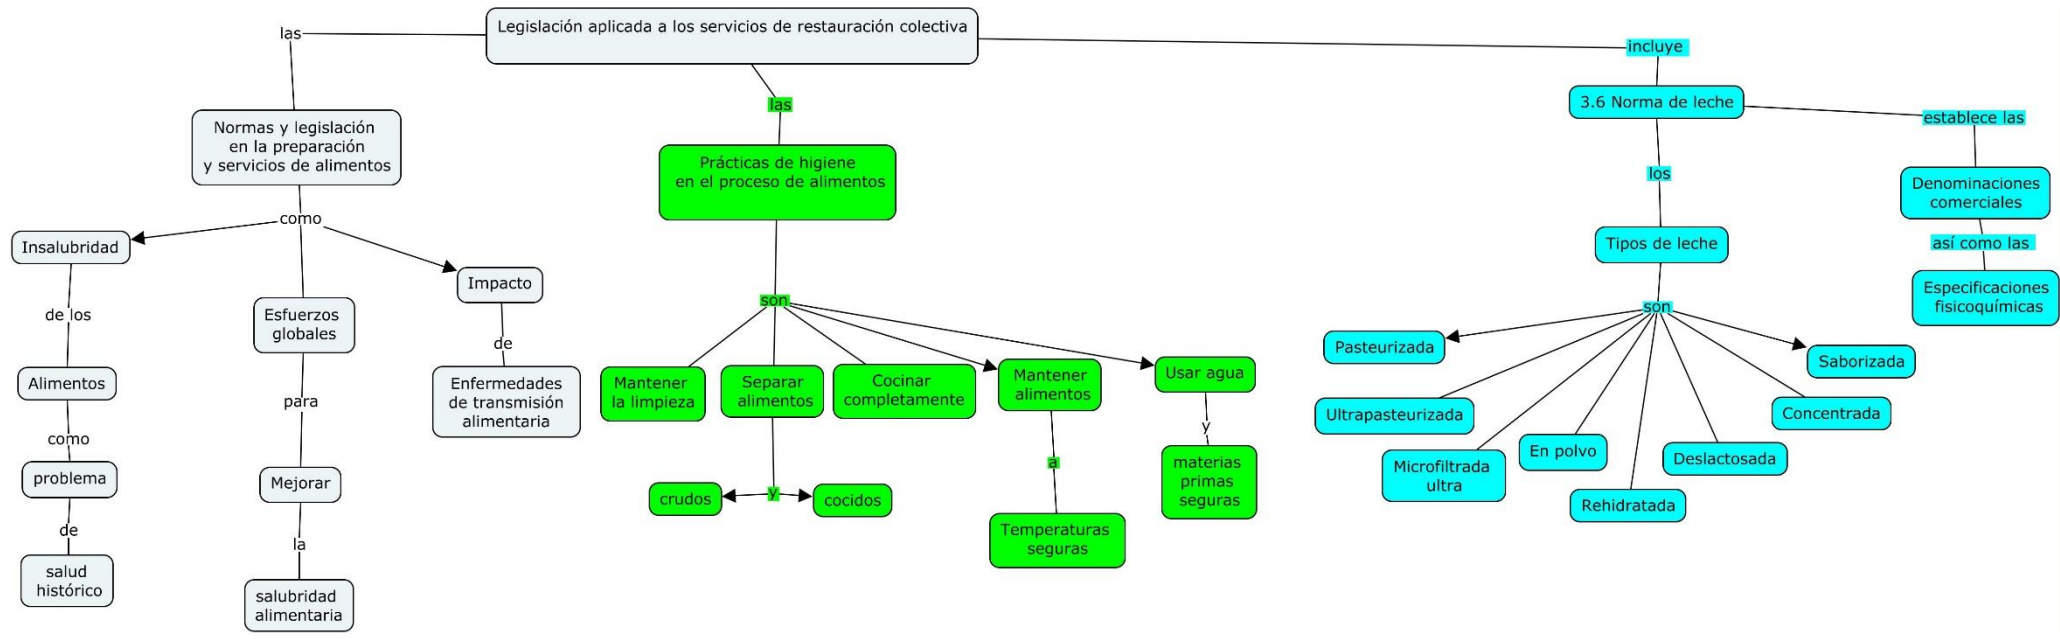 Legislación aplicada a los servicios de restauración colectiva
las
Normas y legislación
en la preparación
y servicios de alimentos
como
Insalubridad
de los
Alimentos
como
problema
de
salud
histórico
Esfuerzos
globales
para
Mejorar
la
salubridad
alimentaria
Impacto
de
Enfermedades
de transmisión
alimentaria
las
Prácticas de higiene
en el proceso de alimentos
son
Mantener
la limpieza
Separar
alimentos
y
crudos
cocidos
Cocinar
completamente
Mantener
alimentos
a
Temperaturas
seguras
Usar agua
y
materias
primas
seguras
incluye
3.6 Norma de leche
los
Tipos de leche
son
Pasteurizada
Ultrapasteurizada
Microfiltrada
ultra
En polvo
Rehidratada
Deslactosada
Concentrada
Saborizada
establece las
Denominaciones
comerciales
así como las
Especificaciones
fisicoquímicas